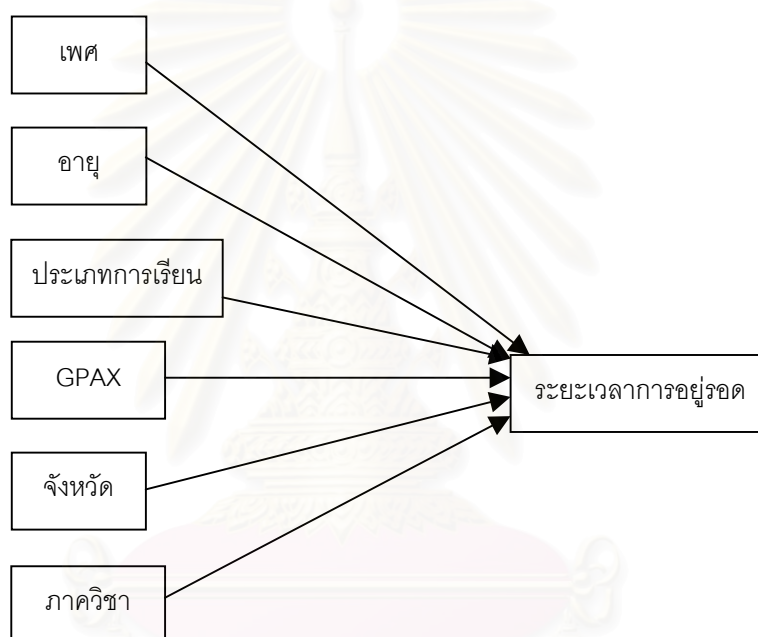 เพศ
อายุ
ประเภทการเรียน
GPAX
ระยะเวลาการอยู่รอด
จังหวัด
ภาควิชา